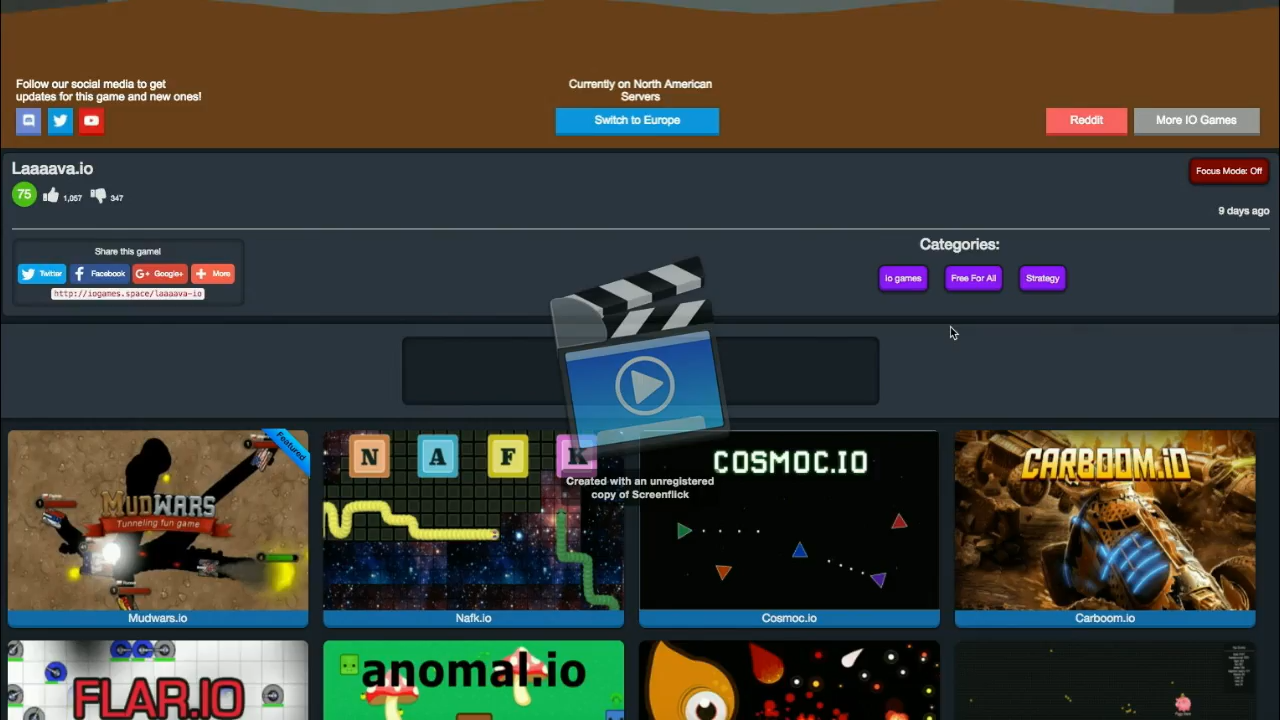 Follow our social media to get
updates for this game and new ones!
Currently on North American
Servers
Switch to Europe
Reddit
More IO Games
Laaaava.io
Focus Mode: Off
75
1,057
347
9 days ago
Share this game!
Twitter
Facebook
G+ Google+
+ More
http://iogames.space/laaaava-io
Categories:
io games
Free For All
Strategy
Featured
MUDWARS
Tunneling fun game
Mudwars.io
N A F K
Nafk.io
COSMOC.IO
Cosmoc.io
CARBOOM.iO
Carboom.io
Created with an unregistered
copy of Screenflick
FLAR.IO
anomal.io